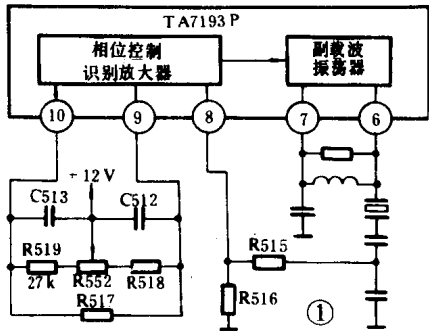 TA7193P
相位控制
识别放大器
副载波
振荡器
10
9
8
7
6
+12V
C513
C512
R519
27k
R552
R518
R517
R515
R516
①